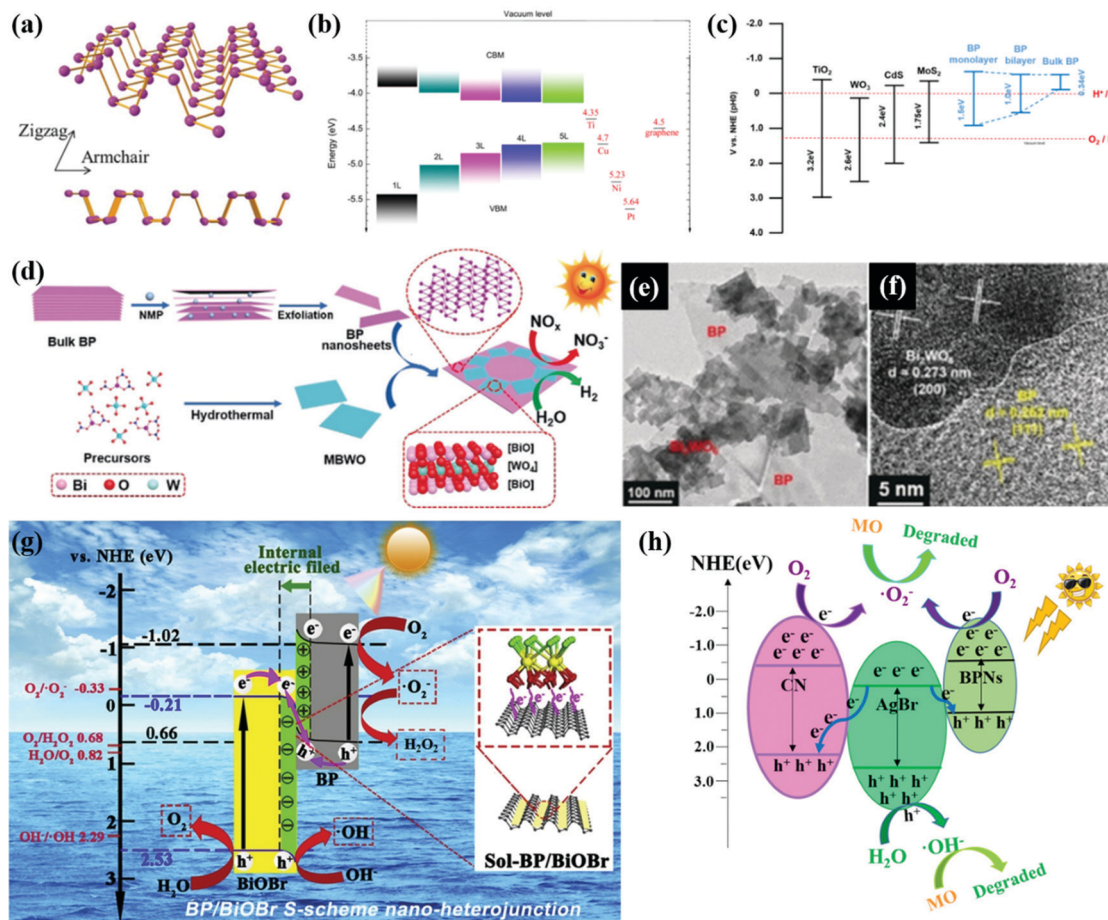 (a)
Zigzag
Armchair
(b)
Vacuum level
CBM
-3.5
-4.0
-4.5
-5.0
-5.5
Energy (eV)
1L
2L
3L
4L
5L
VBM
4.35
Ti
4.7
Cu
5.23
Ni
5.64
Pt
4.5
graphene
(c)
-2.0
-1.0
0
1.0
2.0
3.0
4.0
V vs. NHE (pH0)
TiO2
3.2eV
WO3
2.6eV
CdS
2.4eV
MoS2
1.75eV
BP
monolayer
1.5eV
BP
bilayer
Bulk BP
0.34eV
H+ /
O2 /
Vacuum level
(d)
Bulk BP
NMP
Exfoliation
BP
nanosheets
Precursors
Hydrothermal
MBWO
Bi
O
W
NOx
NO3-
H2
H2O
[BiO]
[WO4]
[BiO]
(e)
BP
BP
100 nm
(f)
d = 0.273 nm
(200)
BP
5 nm
(g)
vs. NHE (eV)
Internal
electric filed
-2
-1
0
1
2
3
-1.02
O2/·O2- -0.33
-0.21
0.66
O2/H2O2 0.68
H2O/O2 0.82
OH-/·OH 2.29
2.53
e-
e-
e-
e-
h+
h+
h+
h+
O2
·O2-
H2O2
BP
O2
H2O
BiOBr
·OH
OH-
Sol-BP/BiOBr
BP/BiOBr S-scheme nano-heterojunction
(h)
NHE(eV)
-2.0
-1.0
0
1.0
2.0
3.0
MO
Degraded
O2
·O2-
O2
e-
e-
e- e- e-
e- e- e-
CN
h+ h+ h+
e- e- e-
AgBr
e-
e-
h+ h+ h+
h+ h+ h+
h+
e- e- e-
e- e- e-
BPNs
h+ h+ h+
H2O
·OH-
MO
Degraded